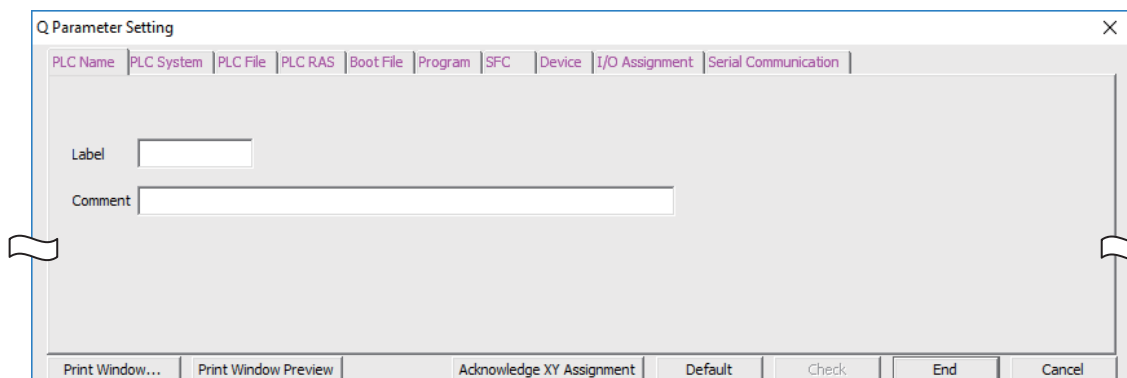 Q Parameter Setting
PLC Name PLC System PLC File PLC RAS Boot File Program SFC Device I/O Assignment Serial Communication
Label
Comment
Print Window... Print Window Preview Acknowledge XY Assignment Default Check End Cancel